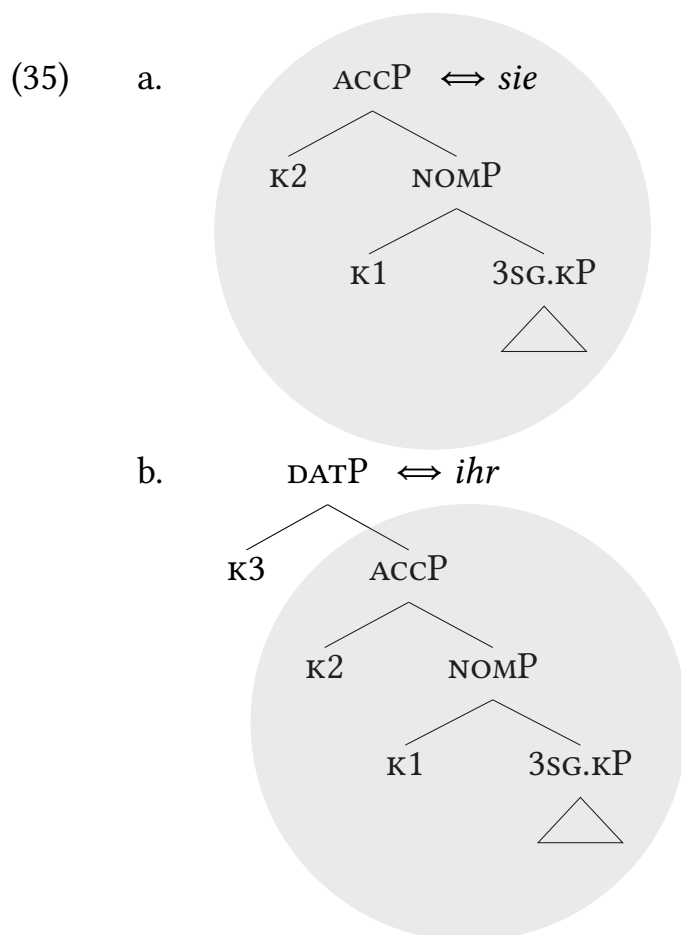 (35) a. ACCP ⟺ sie
K2 NOMP
K1 3SG.KP
b. DATP ⟺ ihr
K3 ACCP
K2 NOMP
K1 3SG.KP